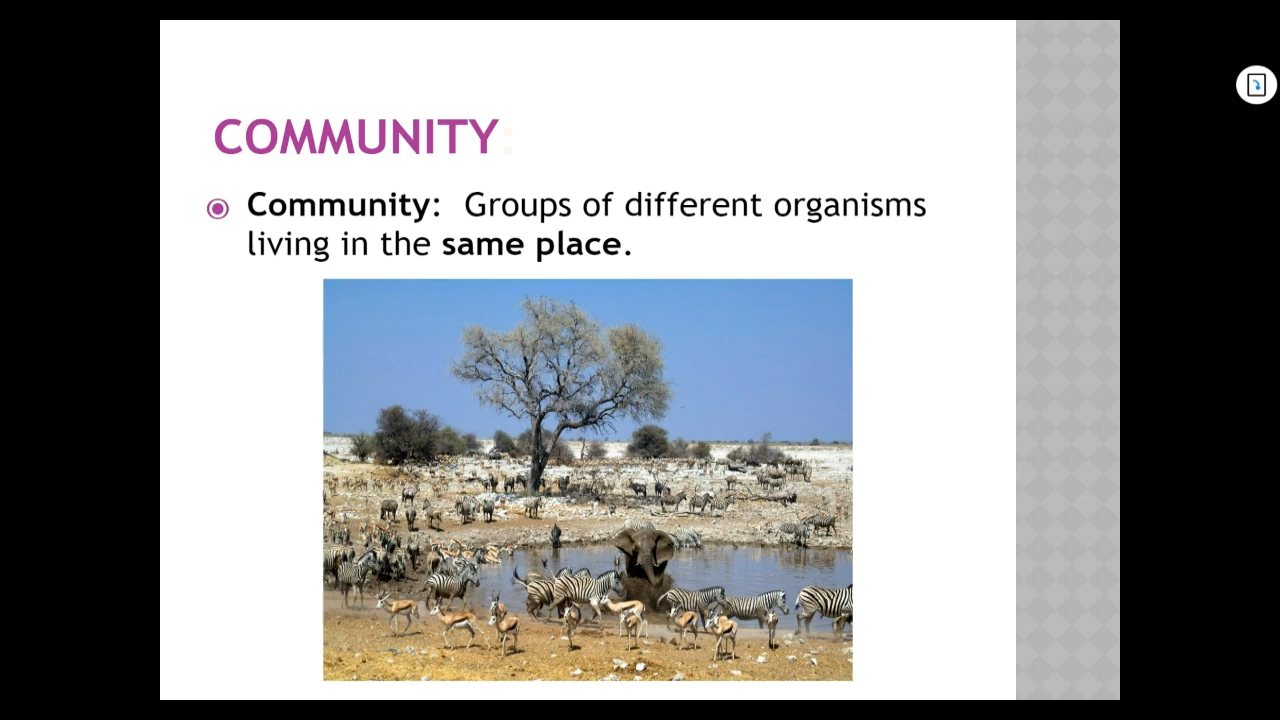 COMMUNITY:
Community: Groups of different organisms
living in the same place.